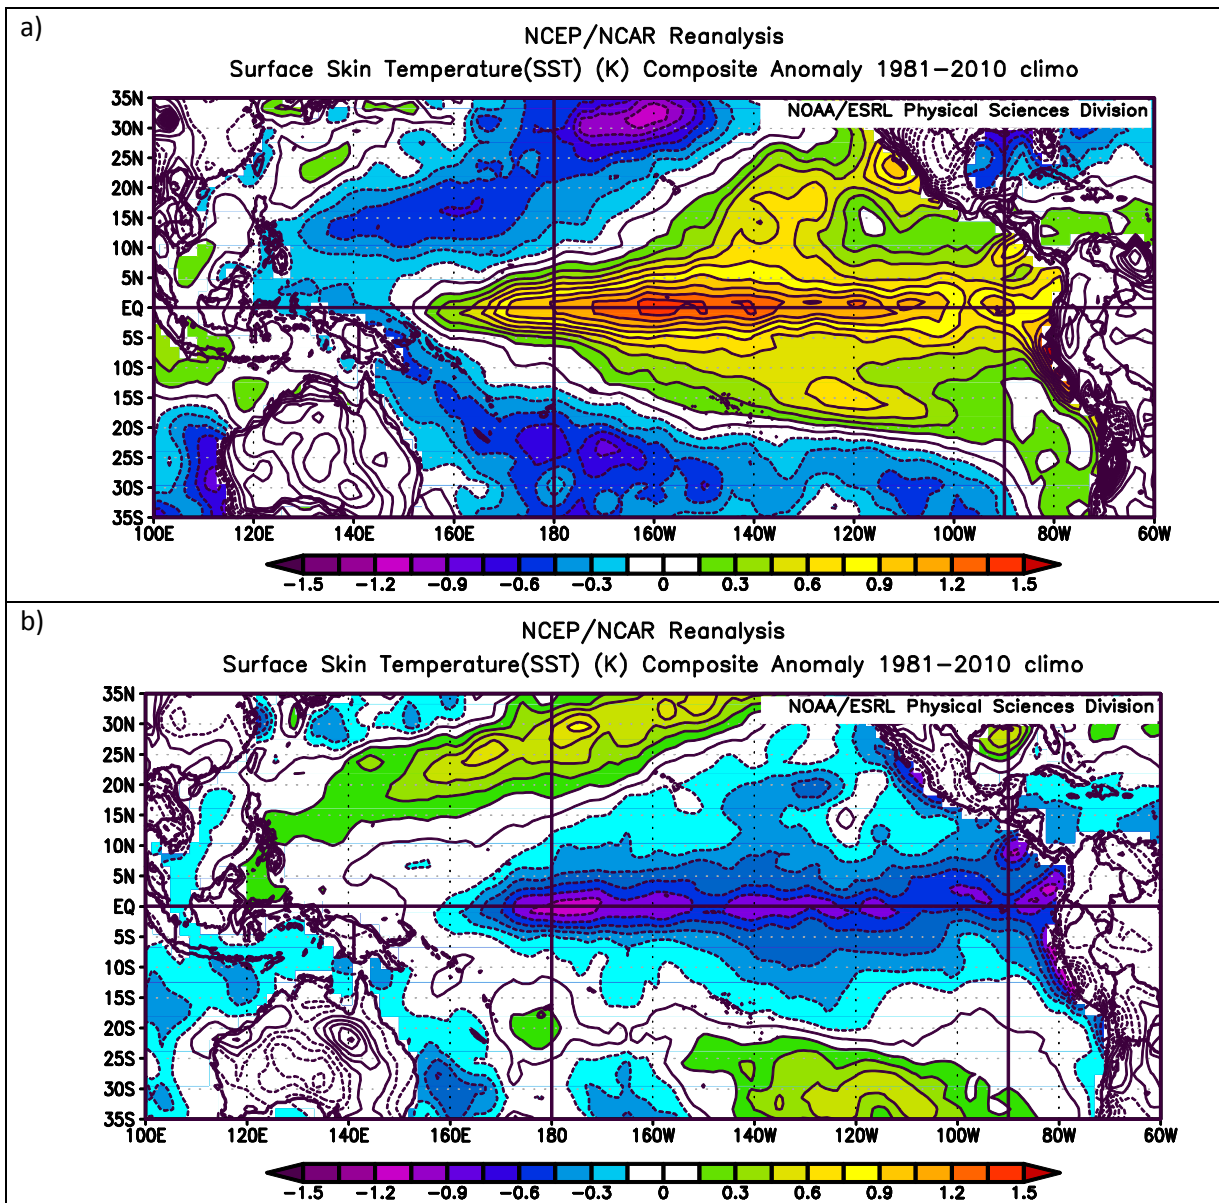 a)
NCEP/NCAR Reanalysis
Surface Skin Temperature(SST) (K) Composite Anomaly 1981−2010 climo
NOAA/ESRL Physical Sciences Division
35N
30N
25N
20N
15N
10N
5N
EQ
5S
10S
15S
20S
25S
30S
35S
100E 120E 140E 160E 180 160W 140W 120W 100W 80W 60W
−1.5 −1.2 −0.9 −0.6 −0.3 0 0.3 0.6 0.9 1.2 1.5
b)
NCEP/NCAR Reanalysis
Surface Skin Temperature(SST) (K) Composite Anomaly 1981−2010 climo
NOAA/ESRL Physical Sciences Division
35N
30N
25N
20N
15N
10N
5N
EQ
5S
10S
15S
20S
25S
30S
35S
100E 120E 140E 160E 180 160W 140W 120W 100W 80W 60W
−1.5 −1.2 −0.9 −0.6 −0.3 0 0.3 0.6 0.9 1.2 1.5